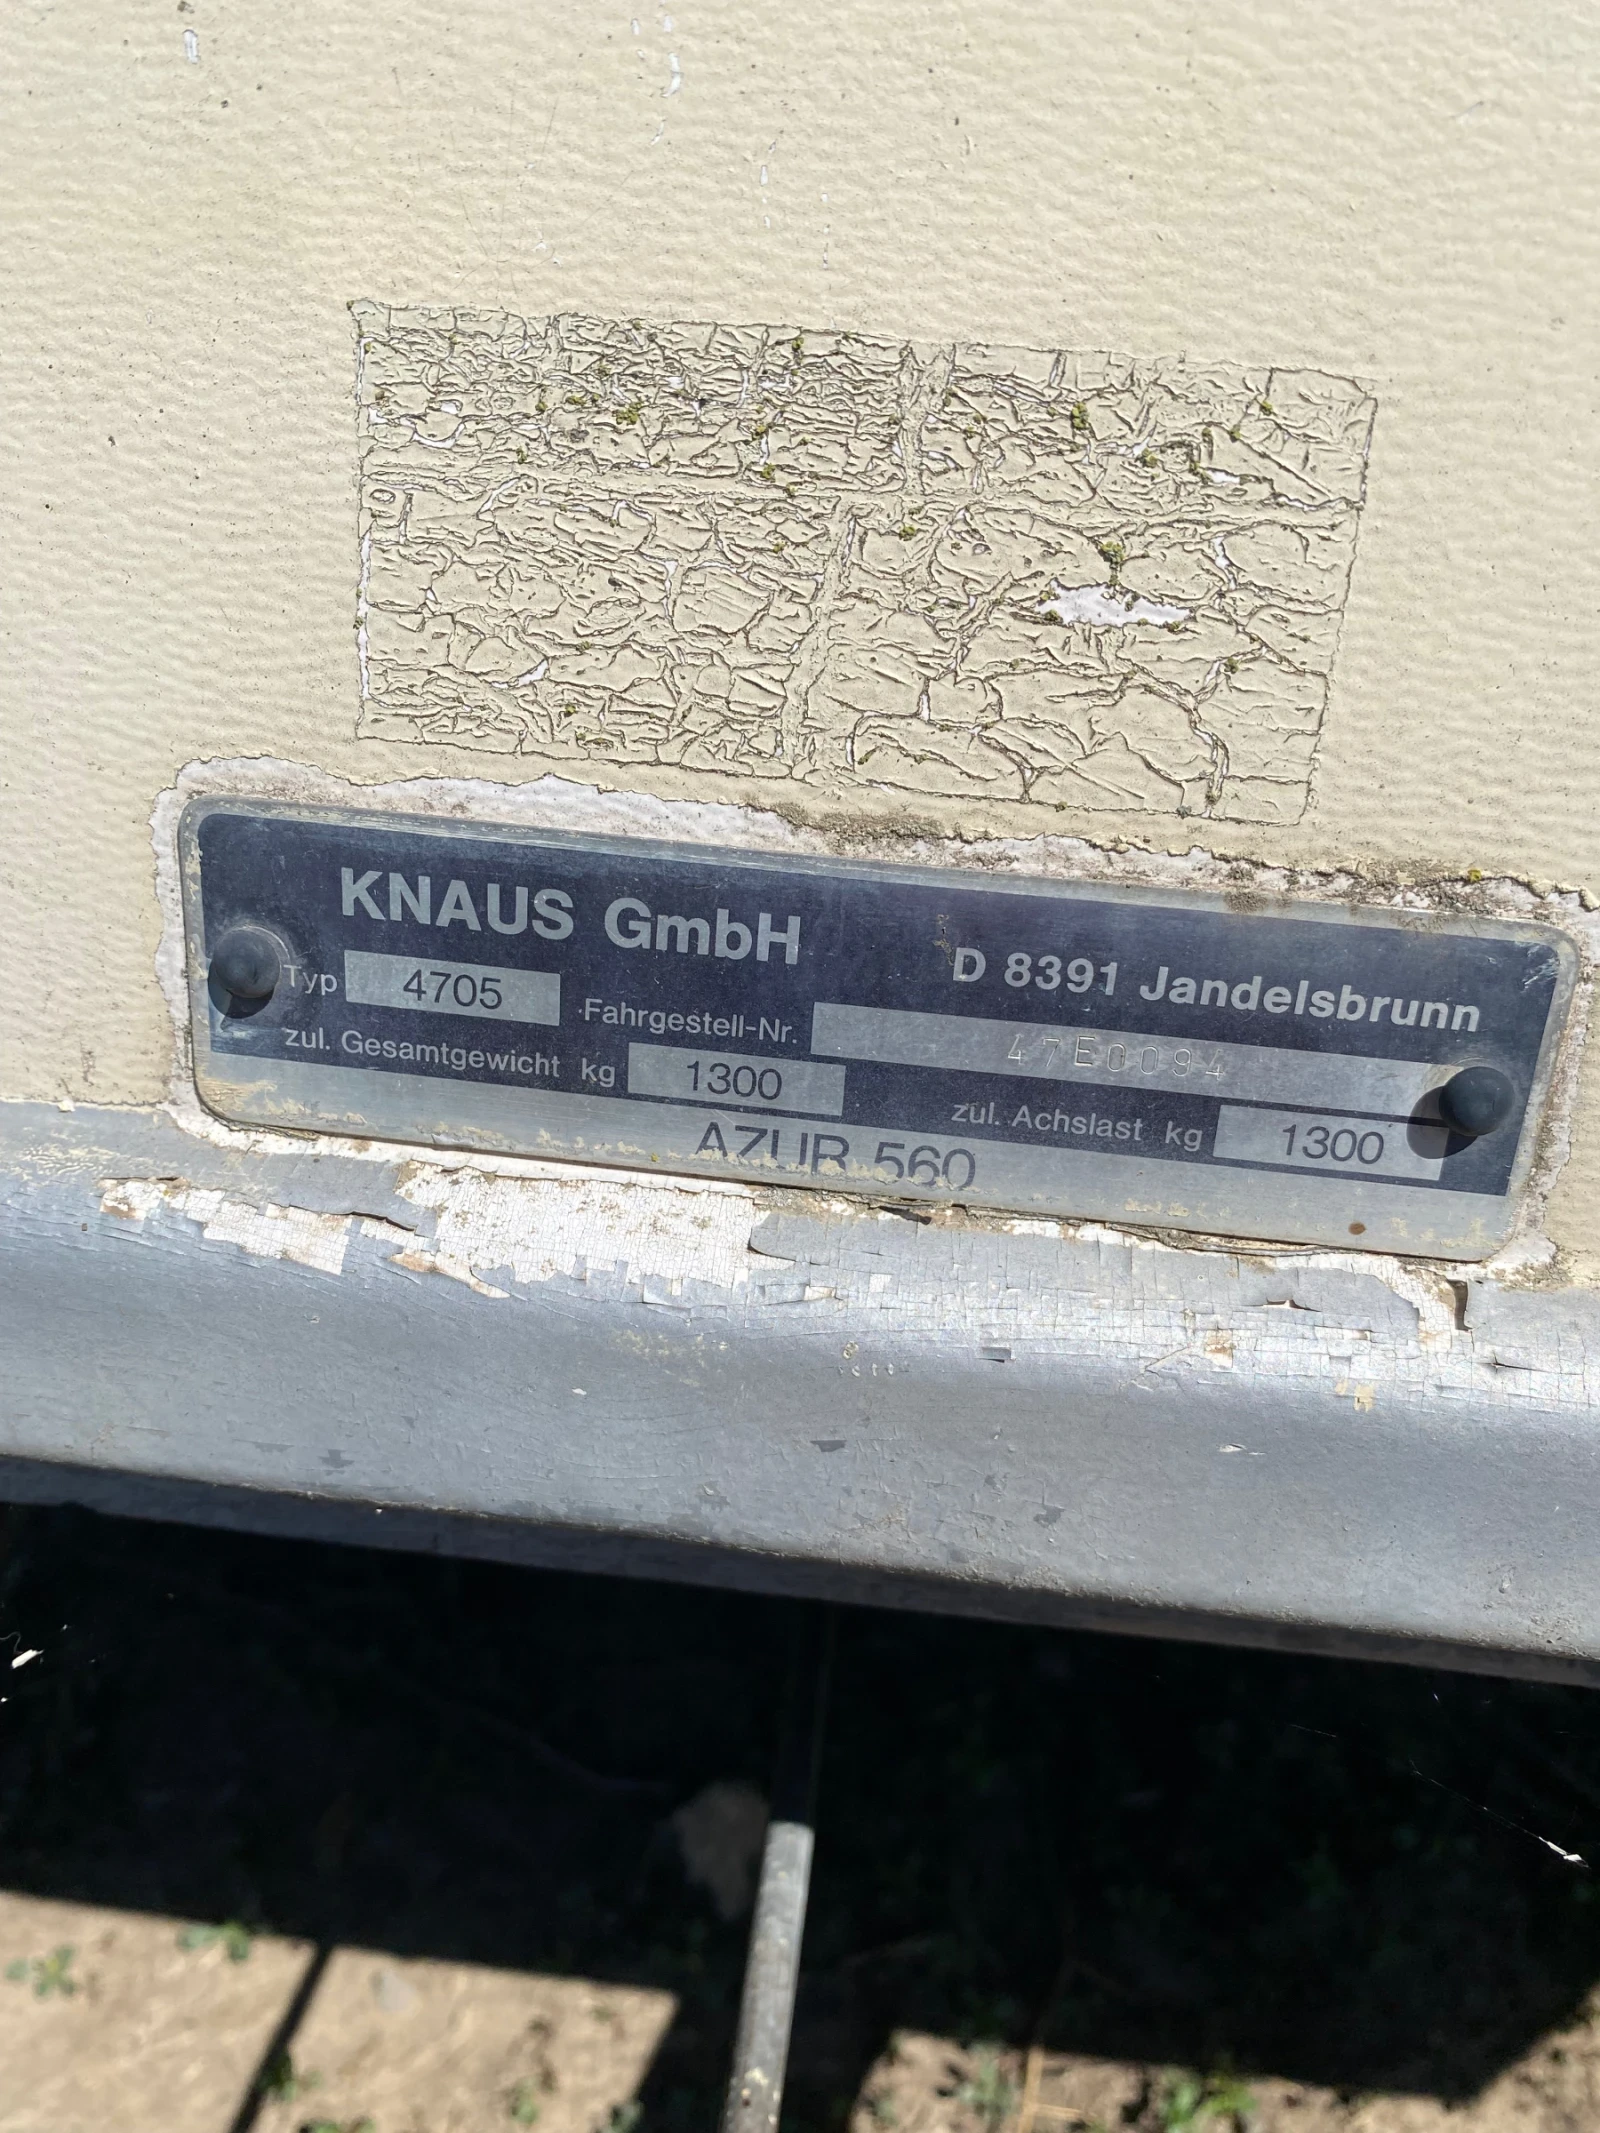 KNAUS GmbH D 8391 Jandelsbrunn
Typ 4705 Fahrgestell-Nr. 47E0094
zul. Gesamtgewicht kg 1300 zul. Achslast kg 1300
AZUR 560